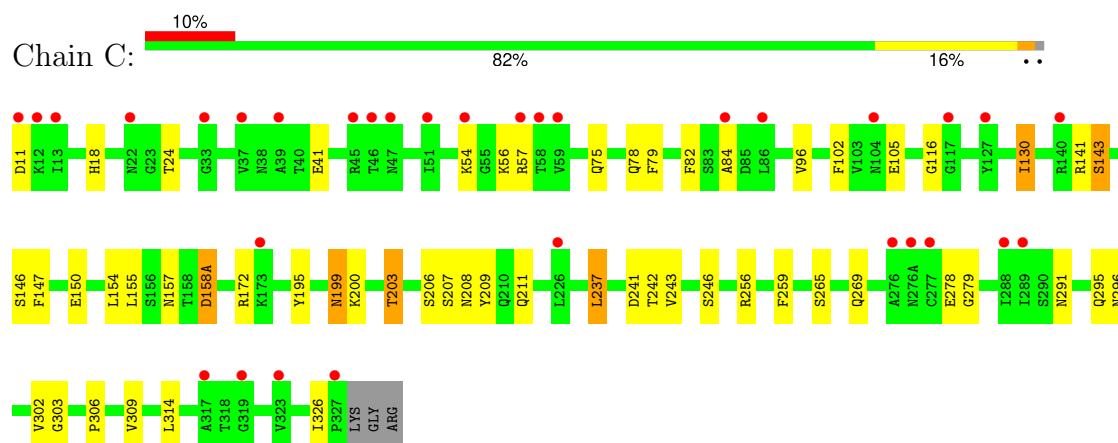 10%
Chain C:
82% 16% • •
D11 K12 I13 H18 N22 G23 T24 G33 V37 N38 A39 T40 E41 R45 T46 N47 I51 K54 G55 K56 R57 T58 V59 Q75 Q78 F79 F82 S83 A84 D85 L86 V96 F102 V103 N104 E105 G116 G117 Y127 I130 R140 R141 S143
S146 F147 E150 L154 L155 S156 N157 T158 D158A R172 K173 Y195 N199 K200 T203 S206 S207 N208 Y209 Q210 Q211 L226 L237 D241 T242 V243 S246 R256 F259 S265 Q269 A276 N276A C277 E278 G279 I288 I289 S290 N291 Q295 N296
V302 G303 P306 V309 L314 A317 T318 G319 V323 I326 P327 LYS GLY ARG